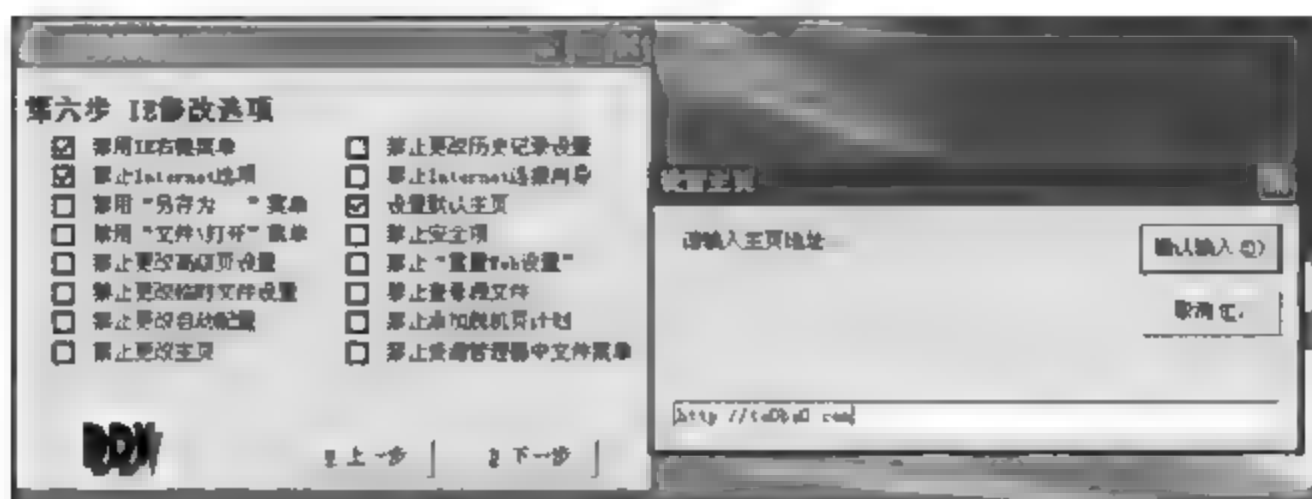 第六步 IE修改选项
禁用IE右键菜单
禁止Internet选项
禁用"另存为 "菜单
禁用"文件\打开"菜单
禁止更改高级页设置
禁止更改临时文件设置
禁止更改自动配置
禁止更改主页
禁止更改历史记录设置
禁止Internet连接向导
设置默认主页
禁止安全项
禁止"重置Web设置"
禁止查看源文件
禁止添加脱机页计划
禁止资源管理器中文件菜单
上一步
下一步
设置主页
请输入主页地址
确认输入
取消